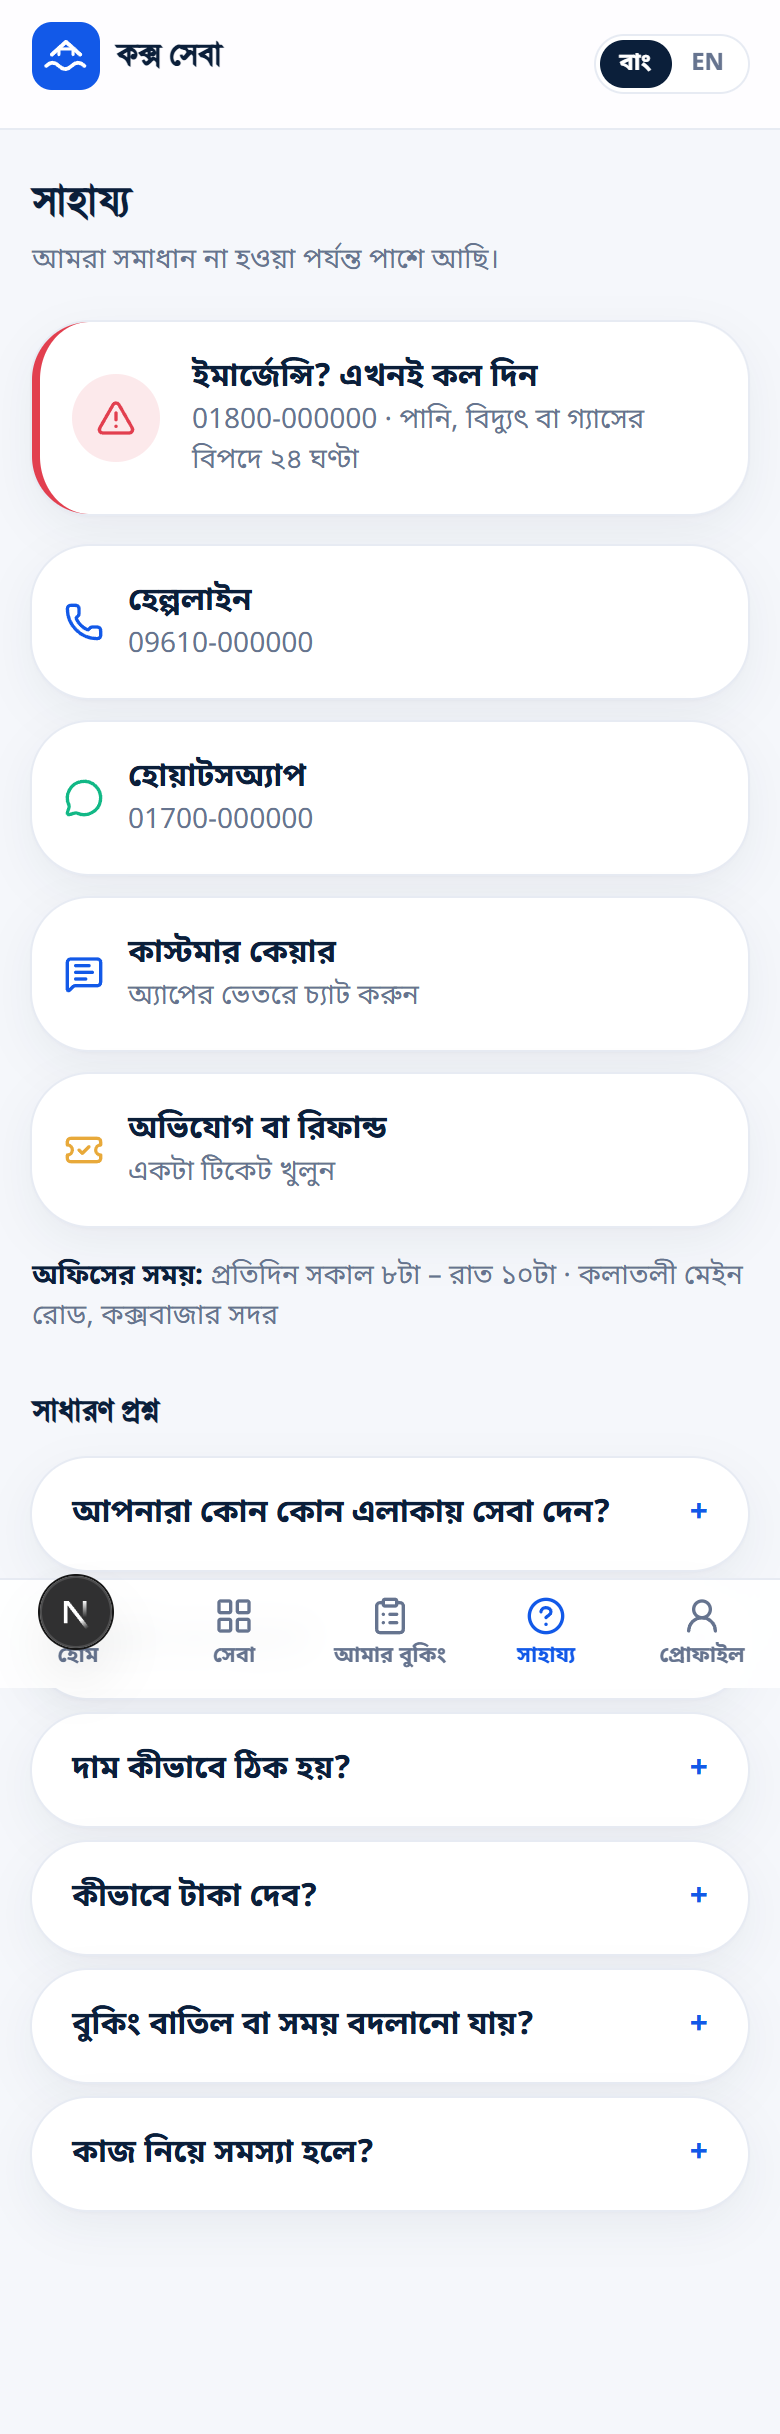 কক্স সেবা
বাং EN
সাহায্য
আমরা সমাধান না হওয়া পর্যন্ত পাশে আছি।
ইমার্জেন্সি? এখনই কল দিন
01800-000000 · পানি, বিদ্যুৎ বা গ্যাসের
বিপদে ২৪ ঘণ্টা
হেল্পলাইন
09610-000000
হোয়াটসঅ্যাপ
01700-000000
কাস্টমার কেয়ার
অ্যাপের ভেতরে চ্যাট করুন
অভিযোগ বা রিফান্ড
একটা টিকেট খুলুন
অফিসের সময়: প্রতিদিন সকাল ৮টা – রাত ১০টা · কলাতলী মেইন
রোড, কক্সবাজার সদর
সাধারণ প্রশ্ন
আপনারা কোন কোন এলাকায় সেবা দেন? +
N
হোম সেবা আমার বুকিং সাহায্য প্রোফাইল
দাম কীভাবে ঠিক হয়? +
কীভাবে টাকা দেব? +
বুকিং বাতিল বা সময় বদলানো যায়? +
কাজ নিয়ে সমস্যা হলে? +